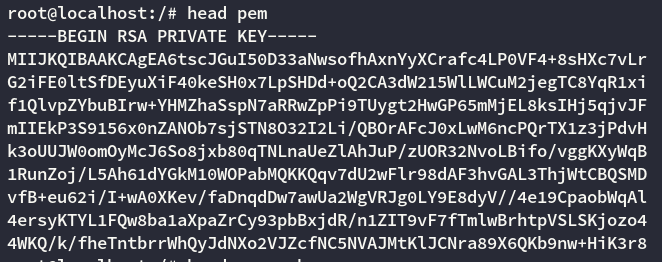 root@localhost:/# head pem
-----BEGIN RSA PRIVATE KEY-----
MIIJKQIBAAKCAgEA6tscJGuI50D33aNwsofhAxnYyXCrafc4LP0VF4+8sHXc7vLr
G2iFE0ltSfDEyuXiF40keSH0x7LpSHDd+oQ2CA3dW215WlLWCuM2jegTC8YqR1xi
f1QlvpZYbuBIrw+YHMZhaSspN7aRRwZpPi9TUygt2HwGP65mMjEL8ksIHj5qjvJF
mIIEkP3S9156x0nZANOb7sjSTN8O32I2Li/QBOrAFcJ0xLwM6ncPQrTX1z3jPdvH
k3oUUJW0omOyMcJ6So8jxb80qTNLnaUeZlAhJuP/zUOR32NvoLBifo/vggKXyWqB
1RunZoj/L5Ah61dYGkM10WOPabMQKKQqv7dU2wFlr98dAF3hvGAL3ThjWtCBQSMD
vfB+eu62i/I+wA0XKev/faDnqdDw7awUa2WgVRJg0LY9E8dyV//4e19CpaobWqAl
4ersyKTYL1FQw8ba1aXpaZrCy93pbBxjdR/n1ZIT9vF7fTmlwBrhtpVSLSKjozo4
4WKQ/k/fheTntbrrWhQyJdNXo2VJZcfNC5NVAJMtKlJCNra89X6QKb9nw+HiK3r8